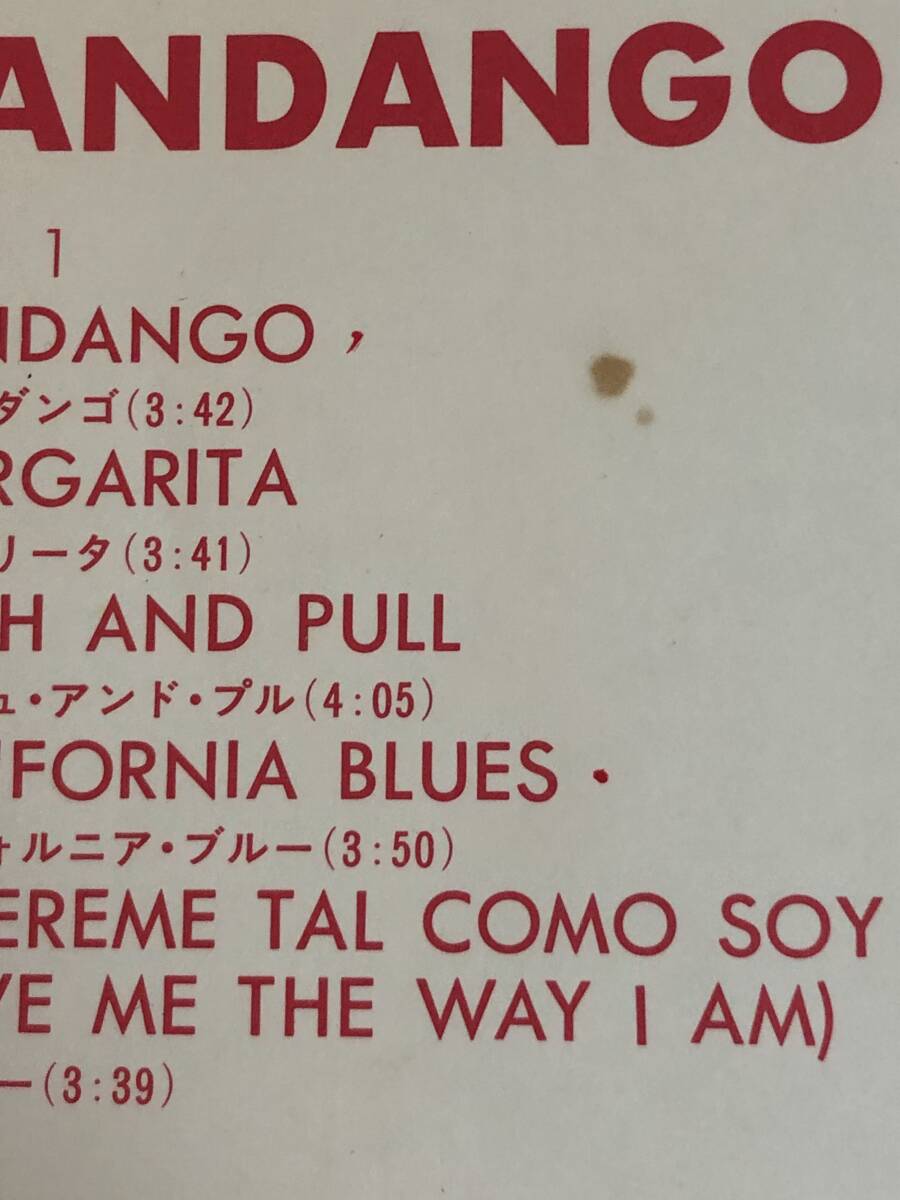 ANDANGO
1
NDANGO ,
ダンゴ(3:42)
RGARITA
リータ(3:41)
H AND PULL
ュ・アンド・プル(4:05)
IFORNIA BLUES ・
ォルニア・ブルー(3:50)
EREME TAL COMO SOY
VE ME THE WAY I AM)
ー(3:39)